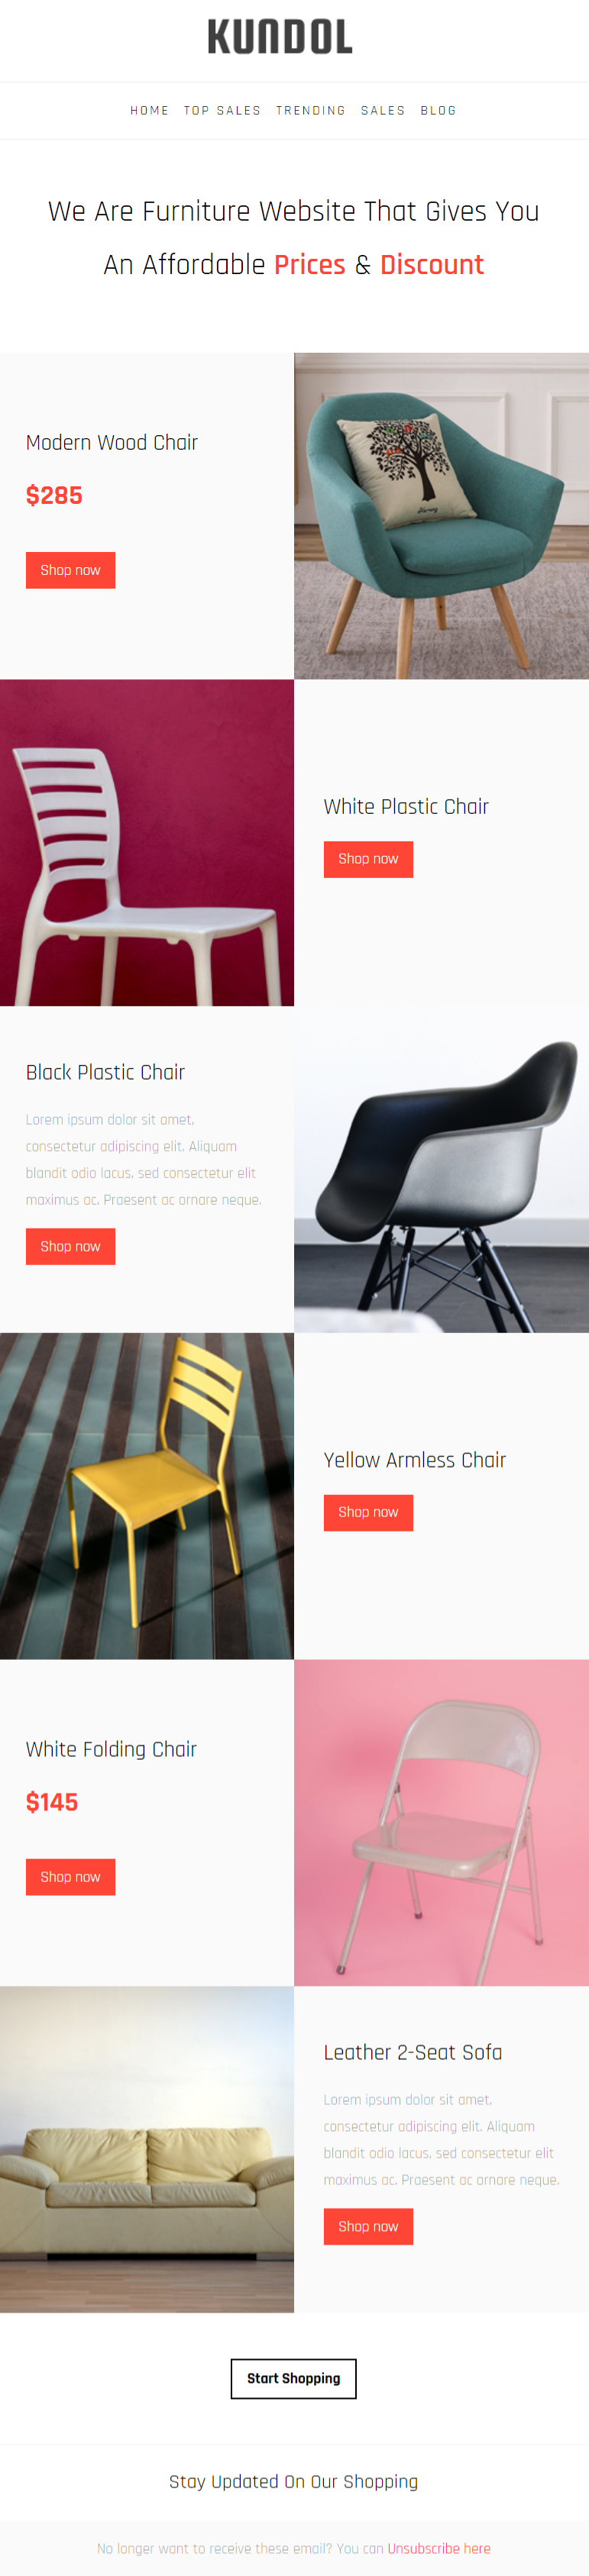 KUNDOL
HOME TOP SALES TRENDING SALES BLOG
We Are Furniture Website That Gives You
An Affordable Prices & Discount
Modern Wood Chair
$285
Shop now
White Plastic Chair
Shop now
Black Plastic Chair
Lorem ipsum dolor sit amet,
consectetur adipiscing elit. Aliquam
blandit odio lacus, sed consectetur elit
maximus ac. Praesent ac ornare neque.
Shop now
Yellow Armless Chair
Shop now
White Folding Chair
$145
Shop now
Leather 2-Seat Sofa
Lorem ipsum dolor sit amet,
consectetur adipiscing elit. Aliquam
blandit odio lacus, sed consectetur elit
maximus ac. Praesent ac ornare neque.
Shop now
Start Shopping
Stay Updated On Our Shopping
No longer want to receive these email? You can Unsubscribe here